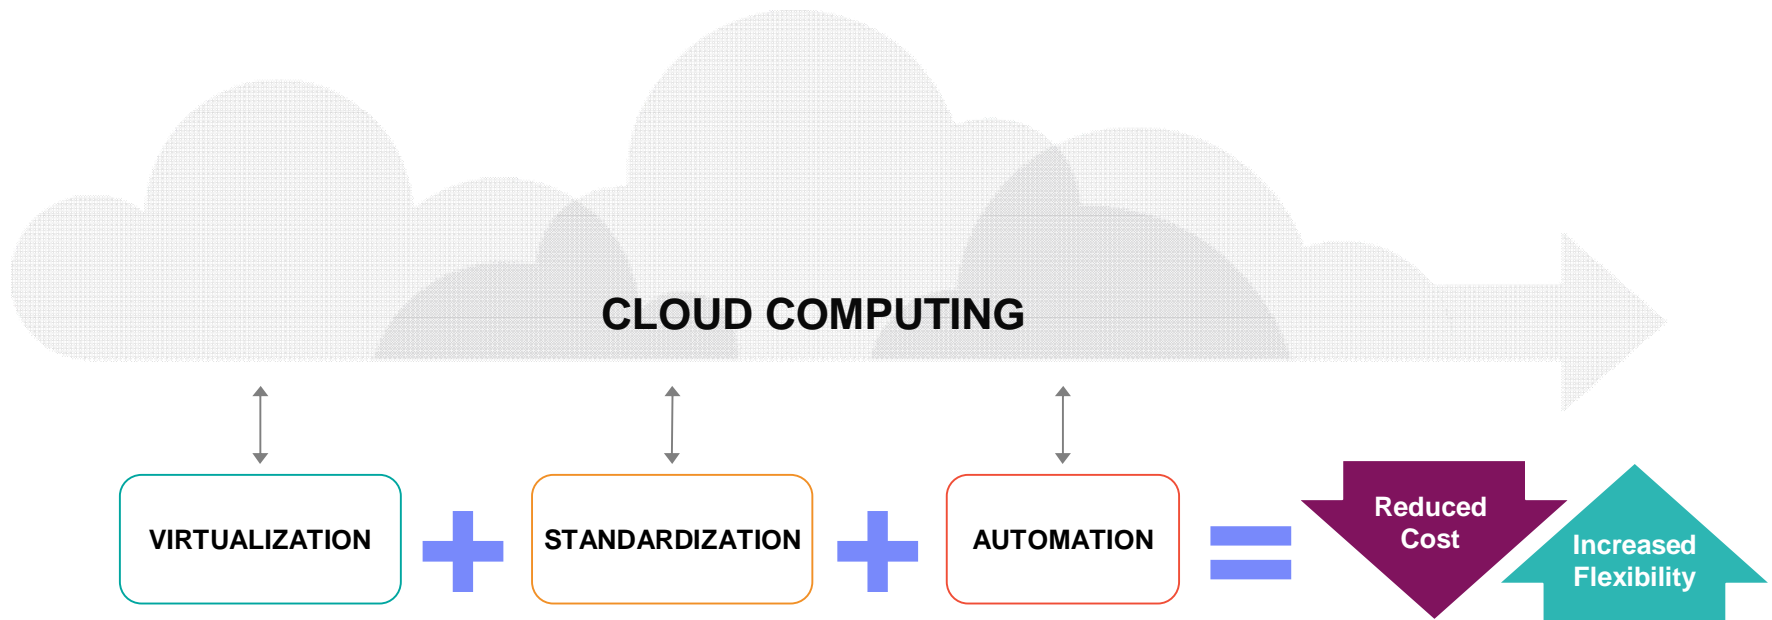 CLOUD COMPUTING
VIRTUALIZATION
STANDARDIZATION
AUTOMATION
Reduced
Cost
Increased
Flexibility